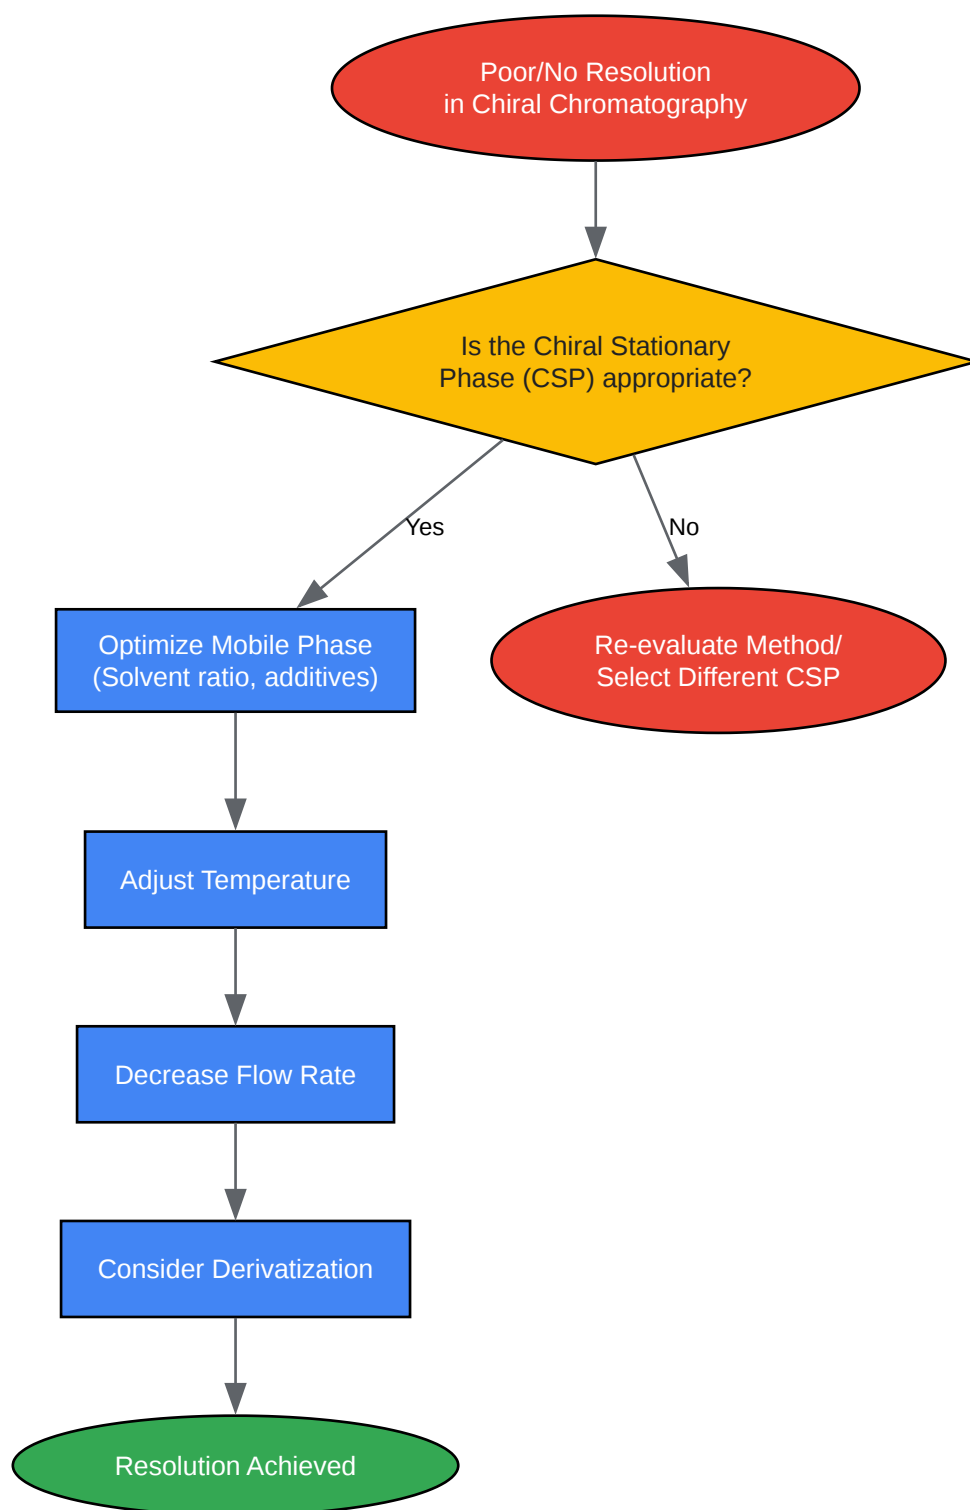 Poor/No Resolution
in Chiral Chromatography
Is the Chiral Stationary
Phase (CSP) appropriate?
Yes
No
Optimize Mobile Phase
(Solvent ratio, additives)
Re-evaluate Method/
Select Different CSP
Adjust Temperature
Decrease Flow Rate
Consider Derivatization
Resolution Achieved